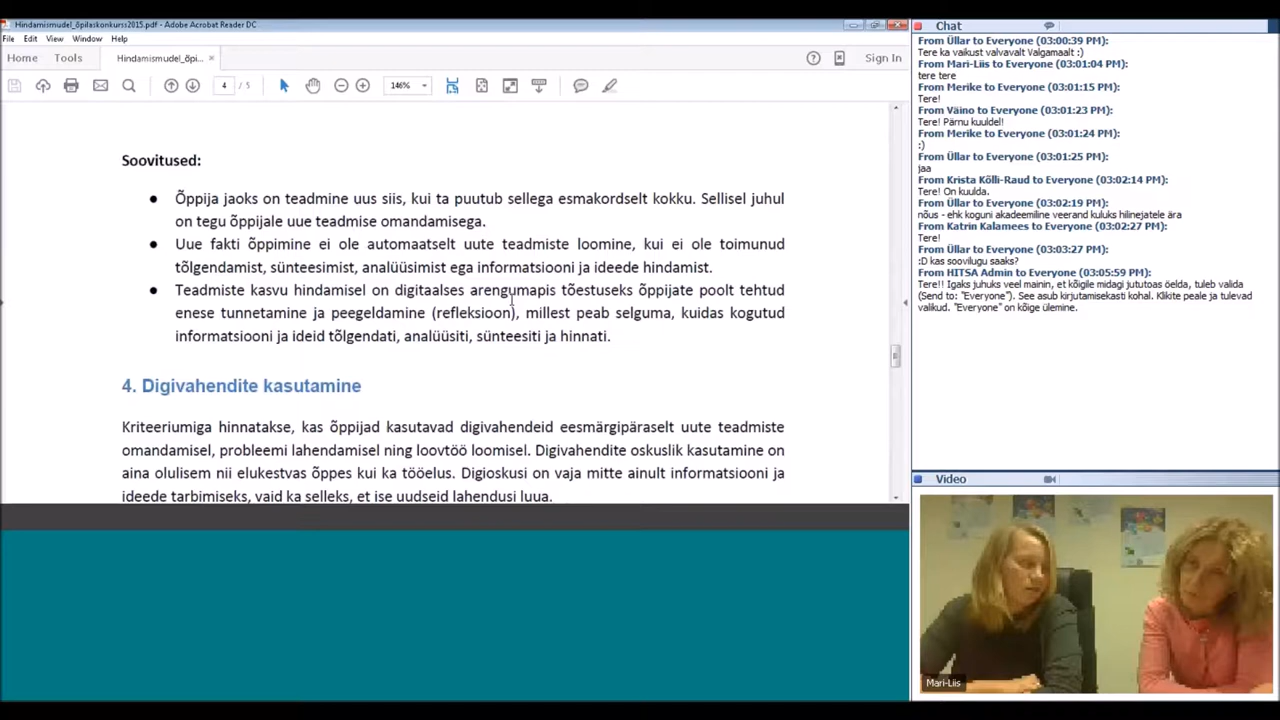 Hindamismudel_õpilaskonkurss2015.pdf - Adobe Acrobat Reader DC
File Edit View Window Help
Home Tools Hindamismudel_õpi... × Sign In
4 / 5 146%
Soovitused:
● Õppija jaoks on teadmine uus siis, kui ta puutub sellega esmakordselt kokku. Sellisel juhul
on tegu õppijale uue teadmise omandamisega.
● Uue fakti õppimine ei ole automaatselt uute teadmiste loomine, kui ei ole toimunud
tõlgendamist, sünteesimist, analüüsimist ega informatsiooni ja ideede hindamist.
● Teadmiste kasvu hindamisel on digitaalses arengumapis tõestuseks õppijate poolt tehtud
enese tunnetamine ja peegeldamine (refleksioon), millest peab selguma, kuidas kogutud
informatsiooni ja ideid tõlgendati, analüüsiti, sünteesiti ja hinnati.
4. Digivahendite kasutamine
Kriteeriumiga hinnatakse, kas õppijad kasutavad digivahendeid eesmärgipäraselt uute teadmiste
omandamisel, probleemi lahendamisel ning loovtöö loomisel. Digivahendite oskuslik kasutamine on
aina olulisem nii elukestvas õppes kui ka tööelus. Digioskusi on vaja mitte ainult informatsiooni ja
ideede tarbimiseks, vaid ka selleks, et ise uudseid lahendusi luua.
Chat
From Üllar to Everyone (03:00:39 PM):
Tere ka vaikust valvavalt Valgamaalt :)
From Mari-Liis to Everyone (03:01:04 PM):
tere tere
From Merike to Everyone (03:01:15 PM):
Tere!
From Väino to Everyone (03:01:23 PM):
Tere! Pärnu kuuldel!
From Merike to Everyone (03:01:24 PM):
:)
From Üllar to Everyone (03:01:25 PM):
jaa
From Krista Kõlli-Raud to Everyone (03:02:14 PM):
Tere! On kuulda.
From Üllar to Everyone (03:02:19 PM):
nõus - ehk koguni akadeemiline veerand kuluks hilinejatele ära
From Katrin Kalamees to Everyone (03:02:27 PM):
Tere!
From Üllar to Everyone (03:03:27 PM):
:D kas soovilugu saaks?
From HITSA Admin to Everyone (03:05:59 PM):
Tere!! Igaks juhuks veel mainin, et kõigile midagi jututoas öelda, tuleb valida
(Send to: "Everyone"). See asub kirjutamisekasti kohal. Klikite peale ja tulevad
valikud. "Everyone" on kõige ülemine.
Video
Mari-Liis